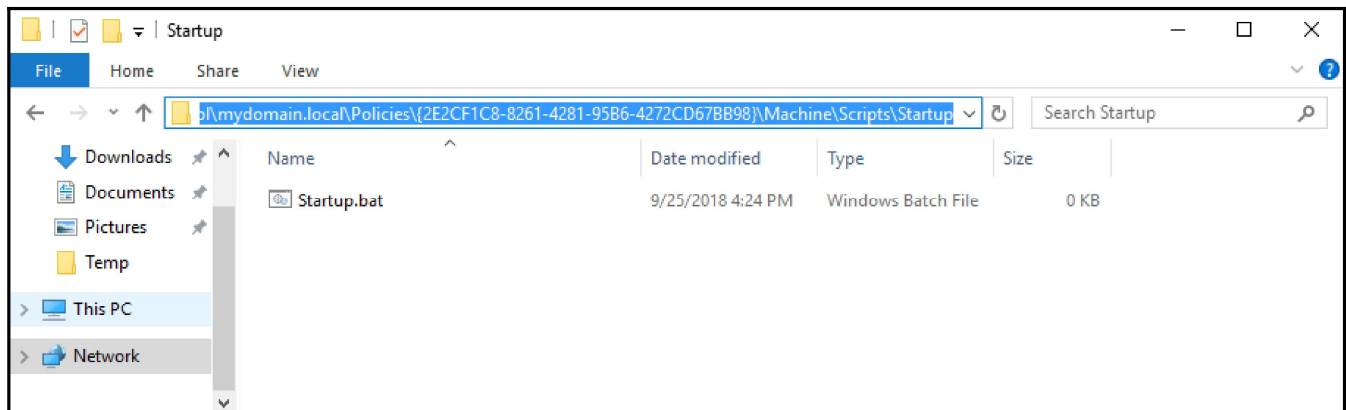 Startup
File Home Share View
ol\mydomain.local\Policies\{2E2CF1C8-8261-4281-95B6-4272CD67BB98}\Machine\Scripts\Startup Search Startup
Downloads Name Date modified Type Size
Documents Startup.bat 9/25/2018 4:24 PM Windows Batch File 0 KB
Pictures
Temp
This PC
Network